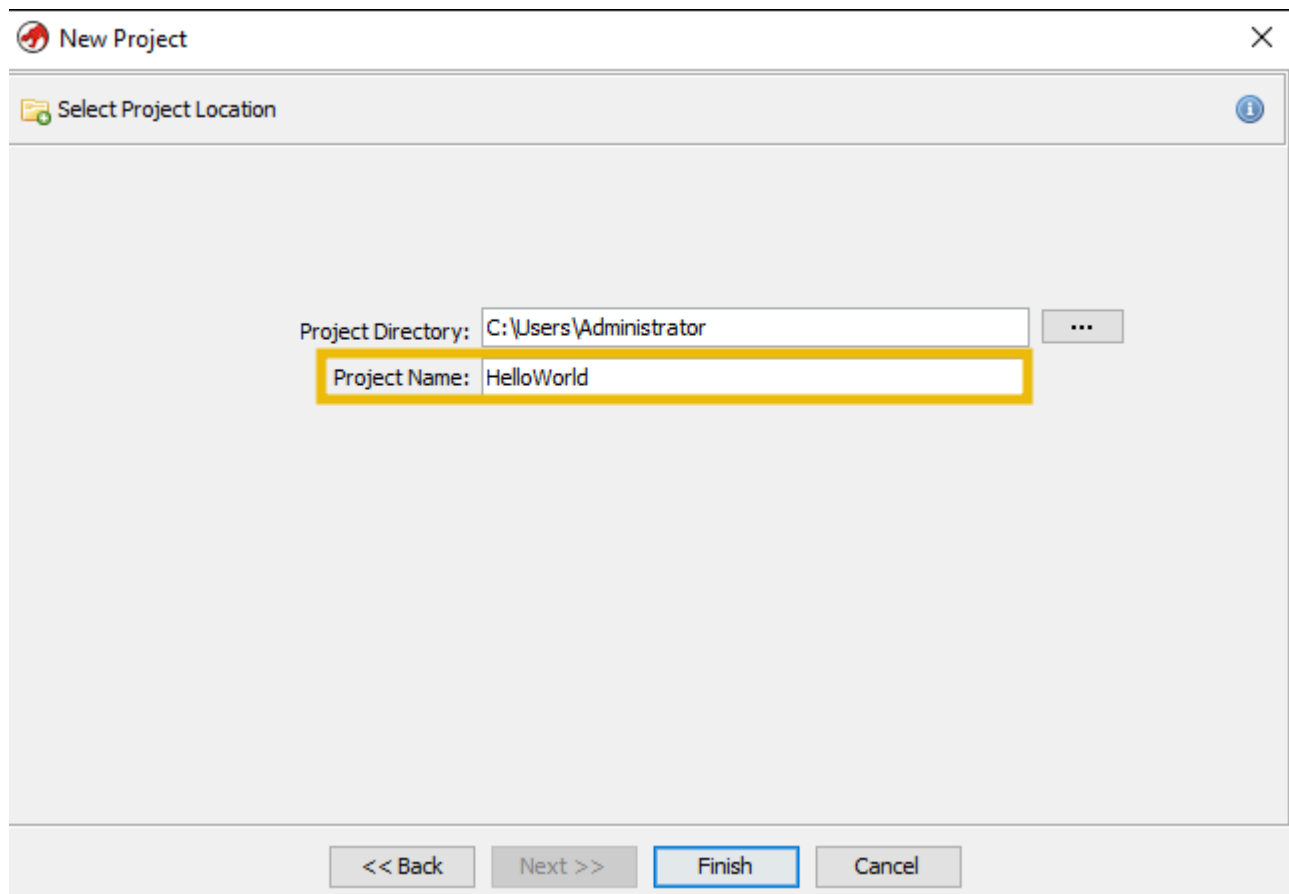 New Project
Select Project Location
Project Directory: C:\Users\Administrator ...
Project Name: HelloWorld
<< Back Next >> Finish Cancel